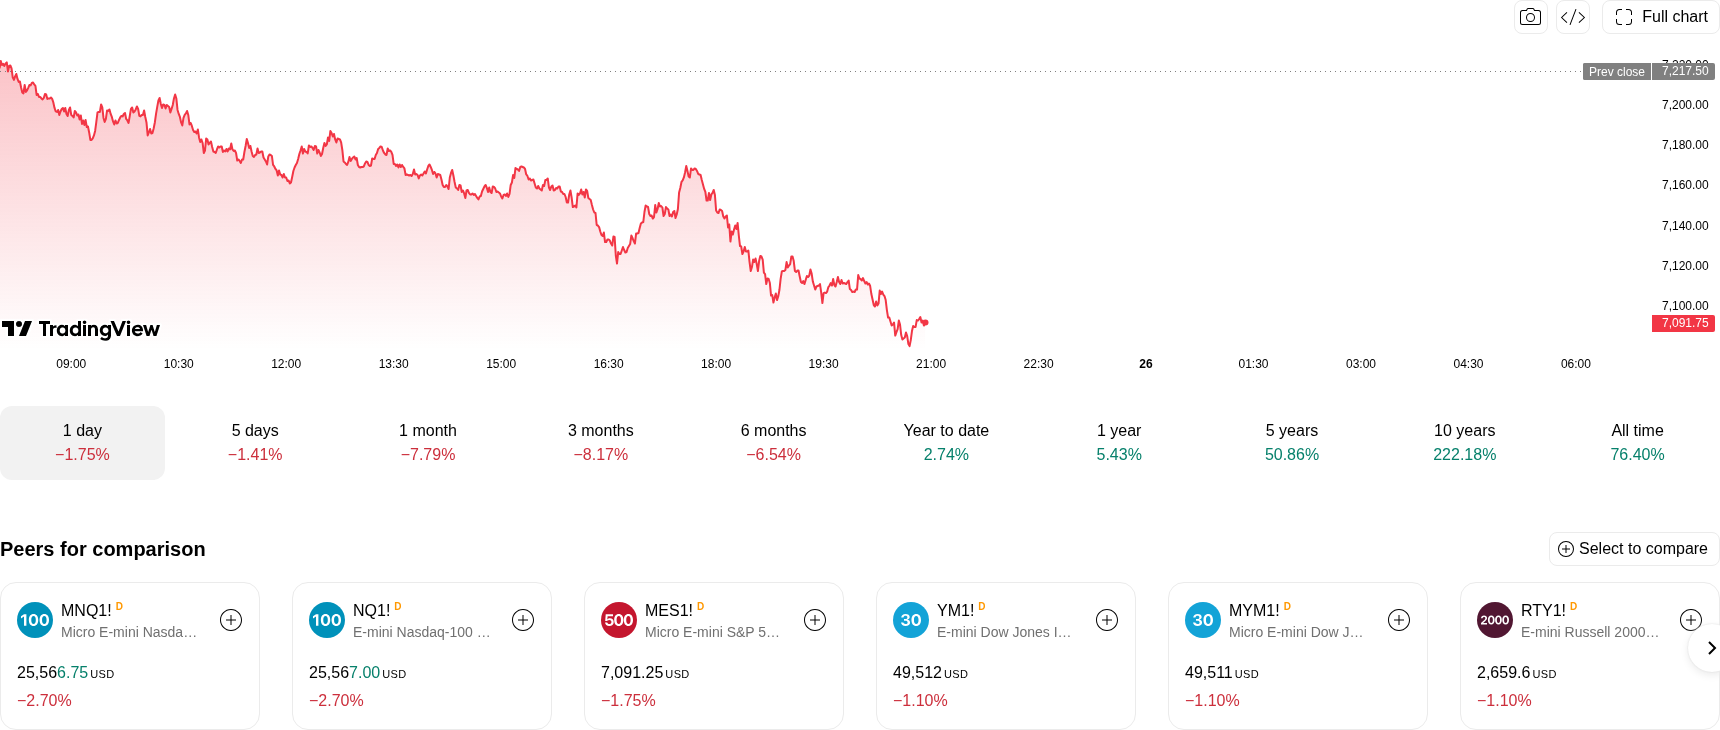 Full chart
Prev close 7,217.50
7,200.00
7,180.00
7,160.00
7,140.00
7,120.00
7,100.00
7,091.75
TradingView
09:00 10:30 12:00 13:30 15:00 16:30 18:00 19:30 21:00 22:30 26 01:30 03:00 04:30 06:00
1 day 5 days 1 month 3 months 6 months Year to date 1 year 5 years 10 years All time
−1.75% −1.41% −7.79% −8.17% −6.54% 2.74% 5.43% 50.86% 222.18% 76.40%
Peers for comparison
Select to compare
100 MNQ1! D
Micro E-mini Nasda…
25,566.75 USD
−2.70%
100 NQ1! D
E-mini Nasdaq-100 …
25,567.00 USD
−2.70%
500 MES1! D
Micro E-mini S&P 5…
7,091.25 USD
−1.75%
30 YM1! D
E-mini Dow Jones I…
49,512 USD
−1.10%
30 MYM1! D
Micro E-mini Dow J…
49,511 USD
−1.10%
2000 RTY1! D
E-mini Russell 2000…
2,659.6 USD
−1.10%